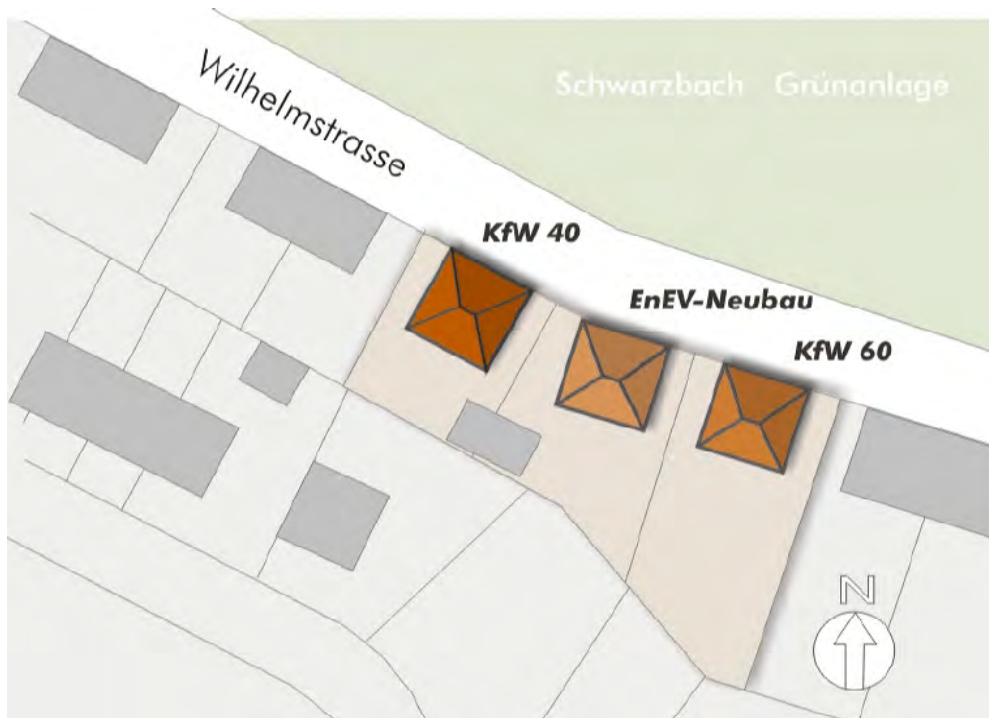 Wilhelmstrasse
Schwarzbach Grünanlage
KfW 40
EnEV-Neubau
KfW 60
N